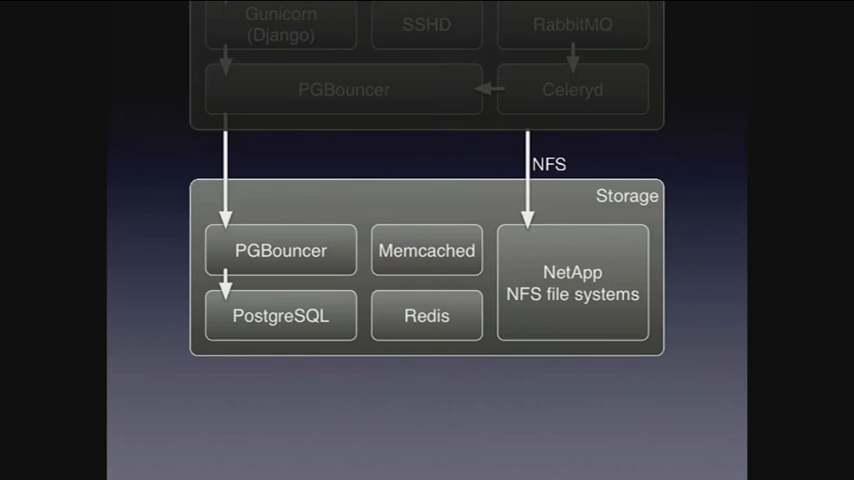 Gunicorn
(Django)
SSHD
RabbitMQ
PGBouncer
Celeryd
NFS
Storage
PGBouncer
Memcached
NetApp
NFS file systems
PostgreSQL
Redis